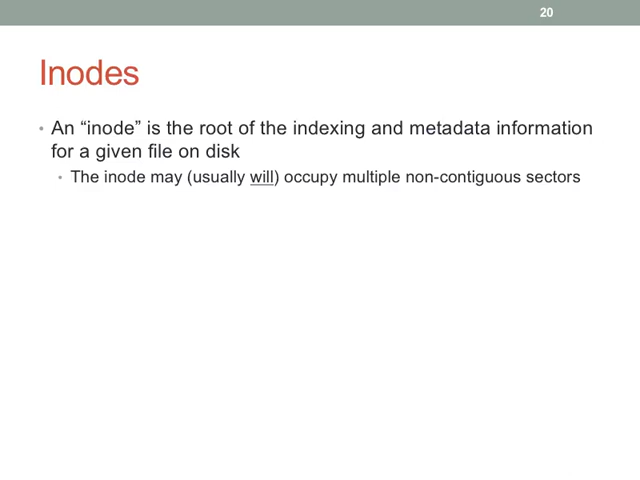 20
Inodes
• An “inode” is the root of the indexing and metadata information
for a given file on disk
• The inode may (usually will) occupy multiple non-contiguous sectors